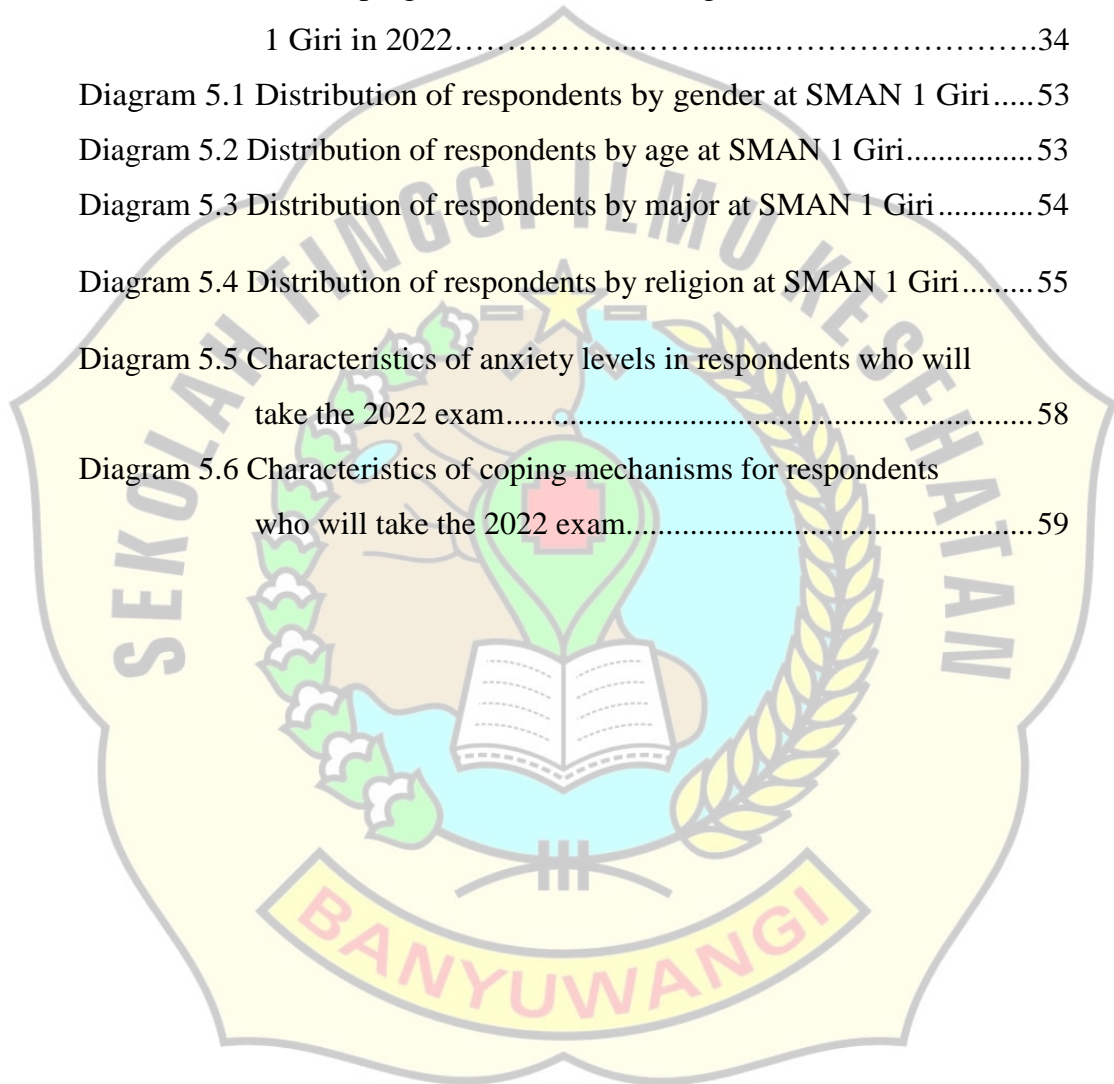 1 Giri in 2022……………....…….........…………………….34
Diagram 5.1 Distribution of respondents by gender at SMAN 1 Giri.....53
Diagram 5.2 Distribution of respondents by age at SMAN 1 Giri................53
Diagram 5.3 Distribution of respondents by major at SMAN 1 Giri............54
Diagram 5.4 Distribution of respondents by religion at SMAN 1 Giri.........55
Diagram 5.5 Characteristics of anxiety levels in respondents who will
take the 2022 exam.........................................................................58
Diagram 5.6 Characteristics of coping mechanisms for respondents
who will take the 2022 exam........................................................59
SEKOLAH TINGGI ILMU KESEHATAN
BANYUWANGI